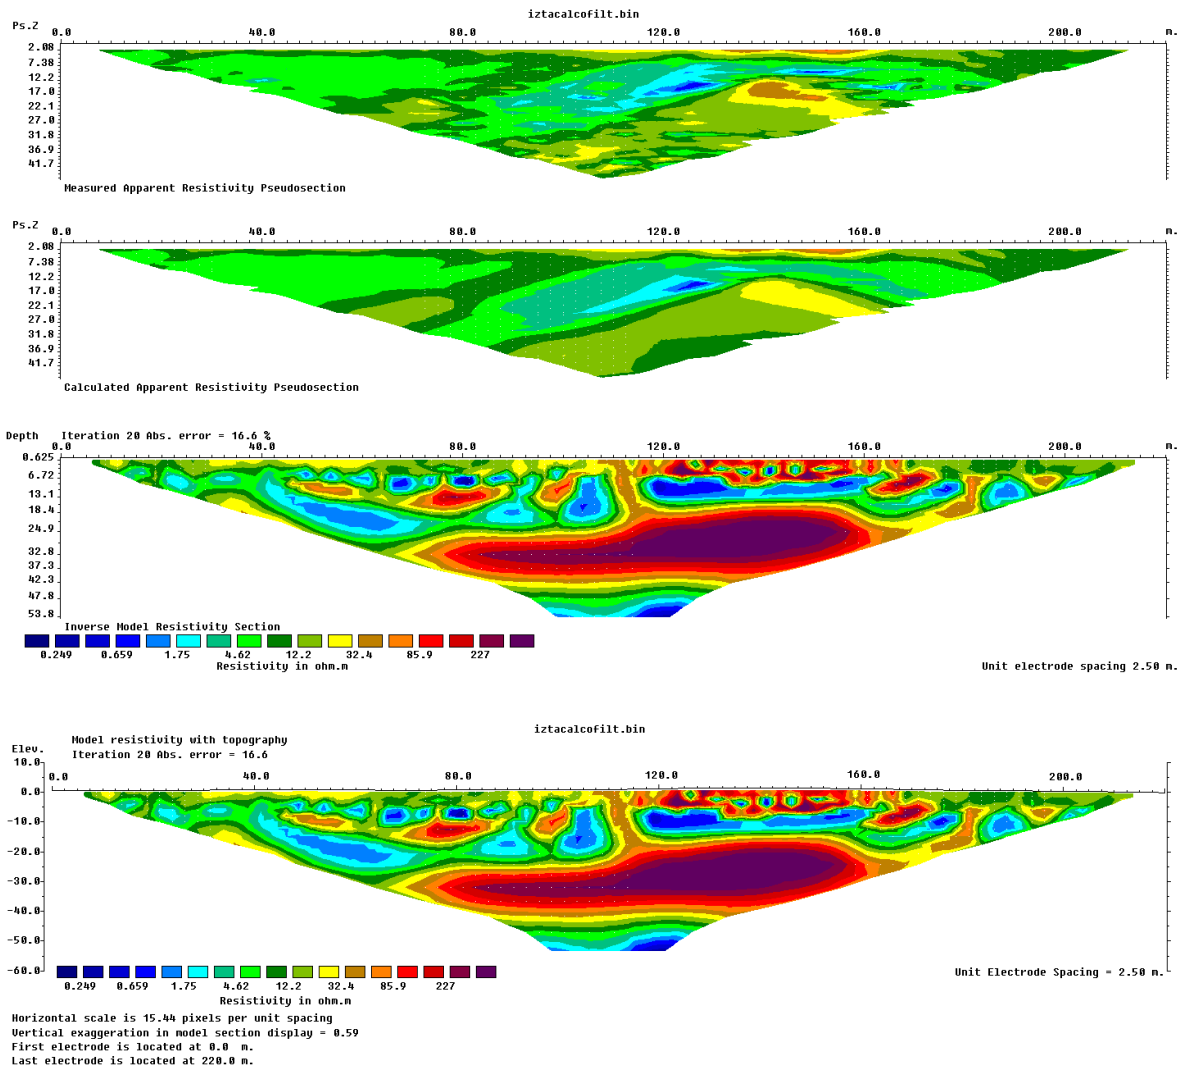 iztacalcofilt.bin
Ps.Z 0.0 40.0 80.0 120.0 160.0 200.0 m.
2.08
7.38
12.2
17.0
22.1
27.0
31.8
36.9
41.7
Measured Apparent Resistivity Pseudosection
Ps.Z 0.0 40.0 80.0 120.0 160.0 200.0 m.
2.08
7.38
12.2
17.0
22.1
27.0
31.8
36.9
41.7
Calculated Apparent Resistivity Pseudosection
Depth Iteration 20 Abs. error = 16.6 %
0.0 40.0 80.0 120.0 160.0 200.0 m.
0.625
6.72
13.1
18.4
24.9
32.8
37.3
42.3
47.8
53.8
Inverse Model Resistivity Section
0.249 0.659 1.75 4.62 12.2 32.4 85.9 227
Resistivity in ohm.m
Unit electrode spacing 2.50 m.
iztacalcofilt.bin
Model resistivity with topography
Iteration 20 Abs. error = 16.6
Elev.
10.0
0.0 40.0 80.0 120.0 160.0 200.0
0.0
-10.0
-20.0
-30.0
-40.0
-50.0
-60.0
0.249 0.659 1.75 4.62 12.2 32.4 85.9 227
Resistivity in ohm.m
Unit Electrode Spacing = 2.50 m.
Horizontal scale is 15.44 pixels per unit spacing
Vertical exaggeration in model section display = 0.59
First electrode is located at 0.0 m.
Last electrode is located at 220.0 m.